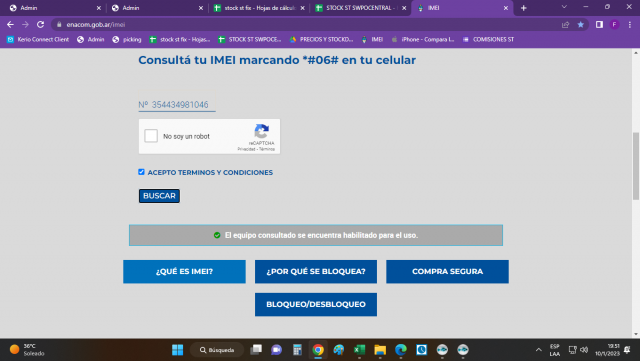 Admin
Admin
stock st fix - Hojas de cálculo
STOCK ST SWPOCENTRAL -
IMEI
enacom.gob.ar/imei
F
Kerio Connect Client
Admin
picking
stock st fix - Hojas...
STOCK ST SWPOCE...
PRECIOS Y STOCKD...
IMEI
iPhone - Compara l...
COMISIONES ST
Consultá tu IMEI marcando *#06# en tu celular
Nº 354434981046
No soy un robot
reCAPTCHA
Privacidad - Términos
ACEPTO TERMINOS Y CONDICIONES
BUSCAR
El equipo consultado se encuentra habilitado para el uso.
¿QUÉ ES IMEI?
¿POR QUÉ SE BLOQUEA?
COMPRA SEGURA
BLOQUEO/DESBLOQUEO
36°C
Soleado
Búsqueda
ESP
LAA
19:51
10/1/2023